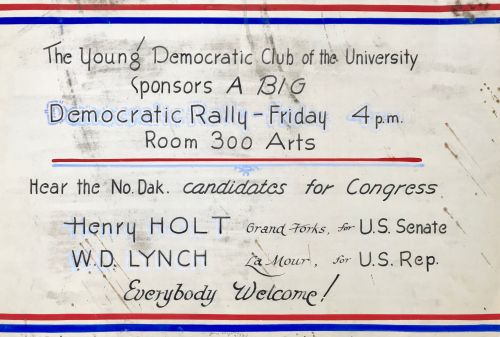 The Young Democratic Club of the University
Sponsors A BIG
Democratic Rally – Friday 4 p.m.
Room 300 Arts
Hear the No. Dak. candidates for Congress
Henry HOLT Grand Forks, for U.S. Senate
W.D. LYNCH La Mour, for U.S. Rep.
Everybody Welcome!